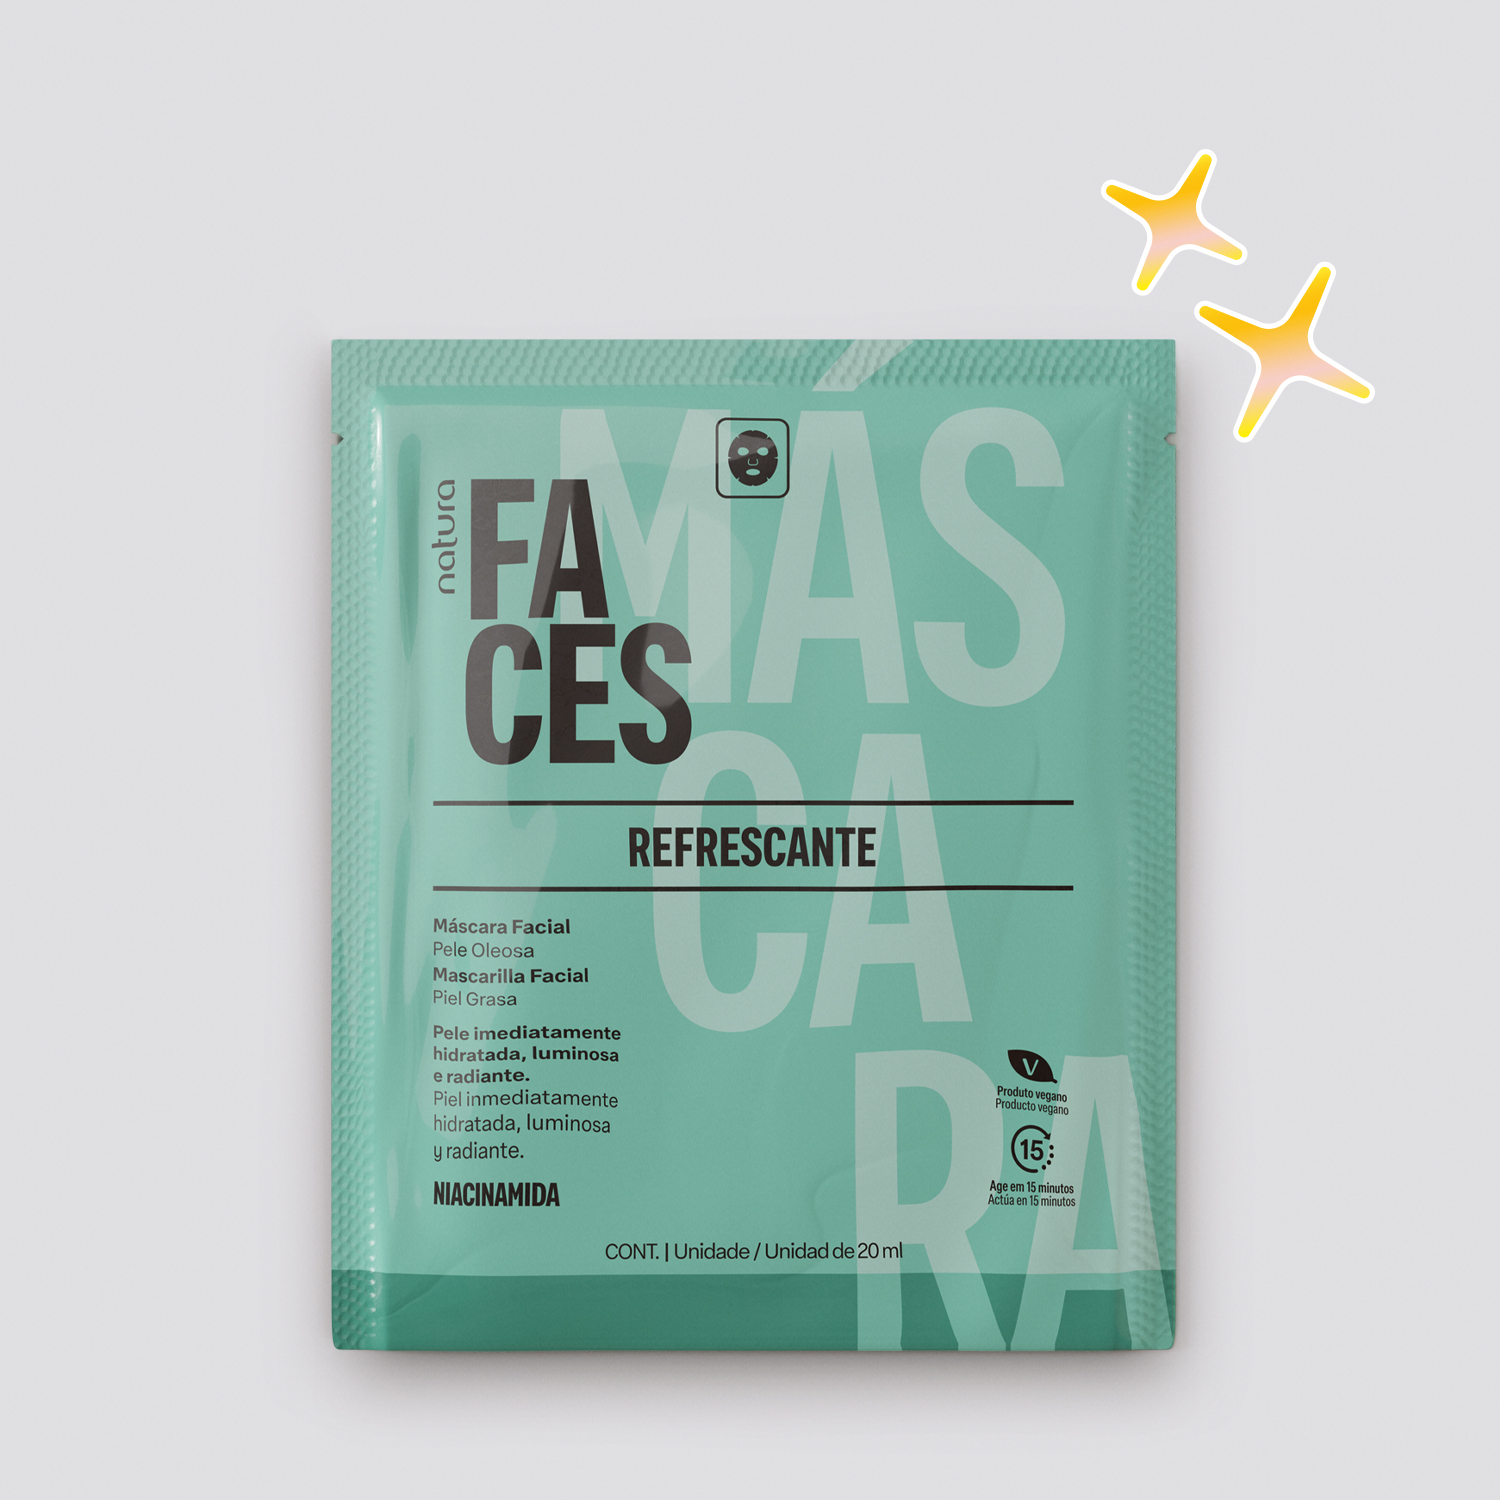 MÁS
CA
RA
natura
FA
CES
REFRESCANTE
Máscara Facial
Pele Oleosa
Mascarilla Facial
Piel Grasa
Pele imediatamente
hidratada, luminosa
e radiante.
Piel inmediatamente
hidratada, luminosa
y radiante.
NIACINAMIDA
V
Produto vegano
Producto vegano
15
Age em 15 minutos
Actúa en 15 minutos
CONT. | Unidade / Unidad de 20 ml